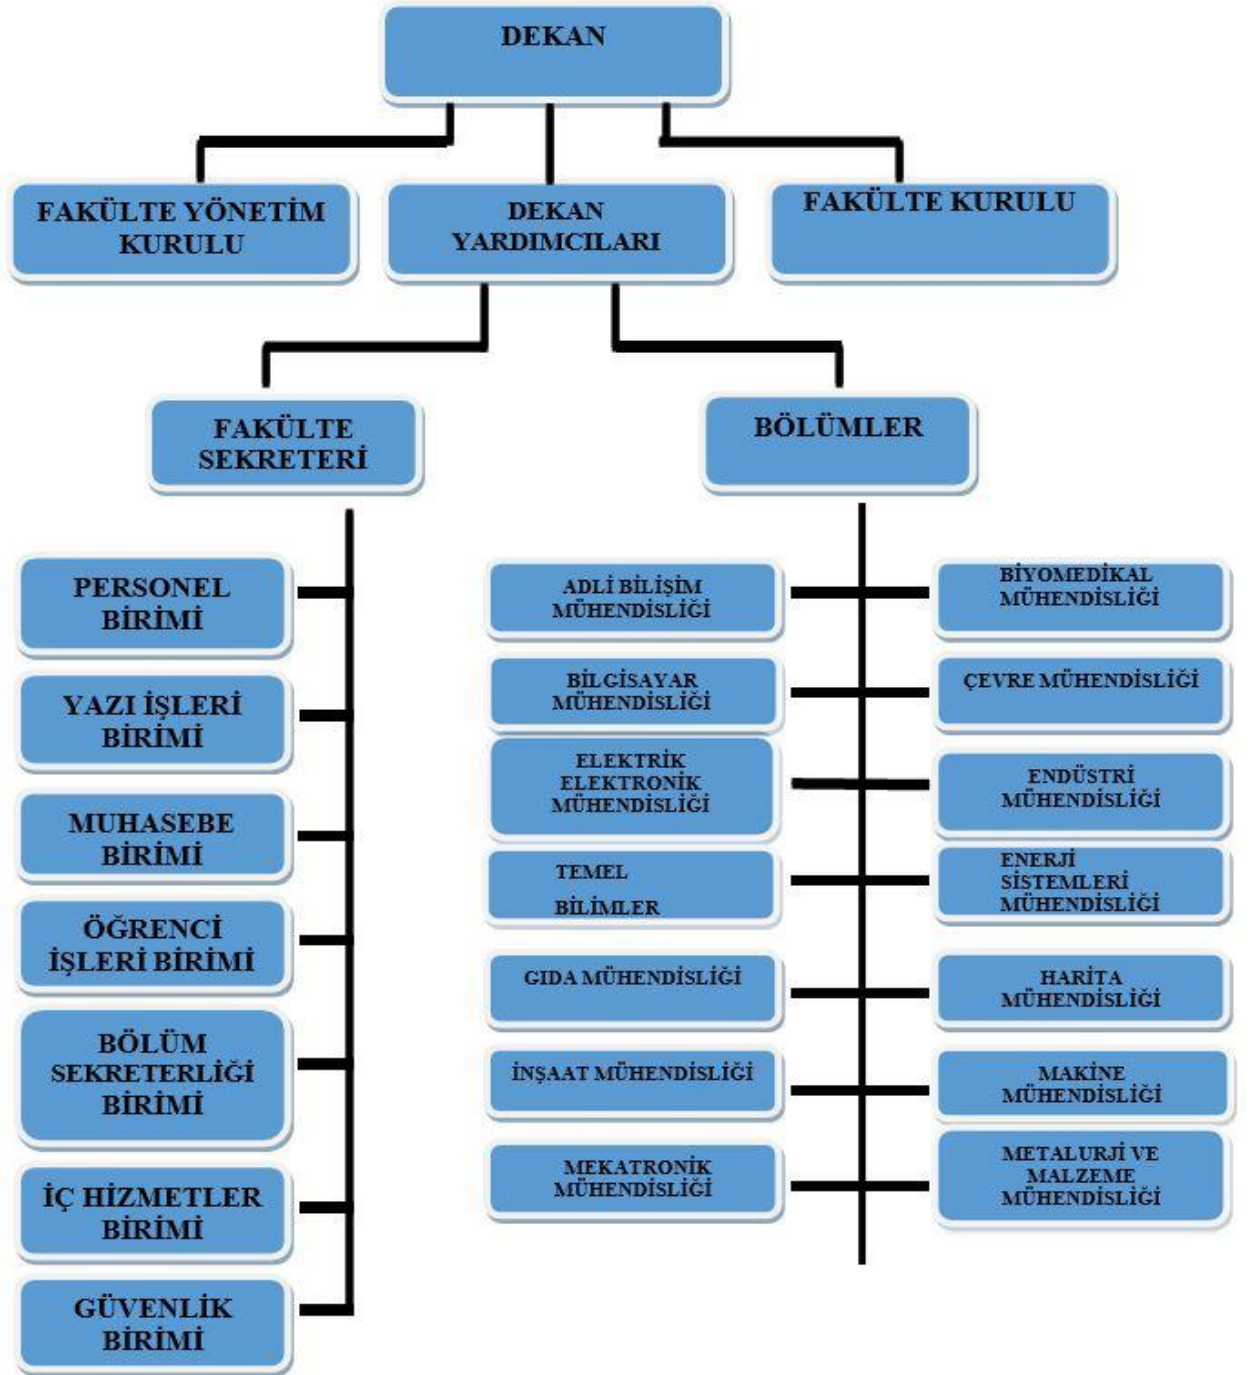 DEKAN
FAKÜLTE YÖNETİM
KURULU
DEKAN
YARDIMCILARI
FAKÜLTE KURULU
FAKÜLTE
SEKRETERİ
BÖLÜMLER
PERSONEL
BİRİMİ
YAZI İŞLERİ
BİRİMİ
MUHASEBE
BİRİMİ
ÖĞRENCİ
İŞLERİ BİRİMİ
BÖLÜM
SEKRETERLİĞİ
BİRİMİ
İÇ HİZMETLER
BİRİMİ
GÜVENLİK
BİRİMİ
ADLİ BİLİŞİM
MÜHENDİSLİĞİ
BİYOMEDİKAL
MÜHENDİSLİĞİ
BİLGİSAYAR
MÜHENDİSLİĞİ
ÇEVRE MÜHENDİSLİĞİ
ELEKTRİK
ELEKTRONİK
MÜHENDİSLİĞİ
ENDÜSTRİ
MÜHENDİSLİĞİ
TEMEL
BİLİMLER
ENERJİ
SİSTEMLERİ
MÜHENDİSLİĞİ
GIDA MÜHENDİSLİĞİ
HARİTA
MÜHENDİSLİĞİ
İNŞAAT MÜHENDİSLİĞİ
MAKİNE
MÜHENDİSLİĞİ
MEKATRONİK
MÜHENDİSLİĞİ
METALURJİ VE
MALZEME
MÜHENDİSLİĞİ